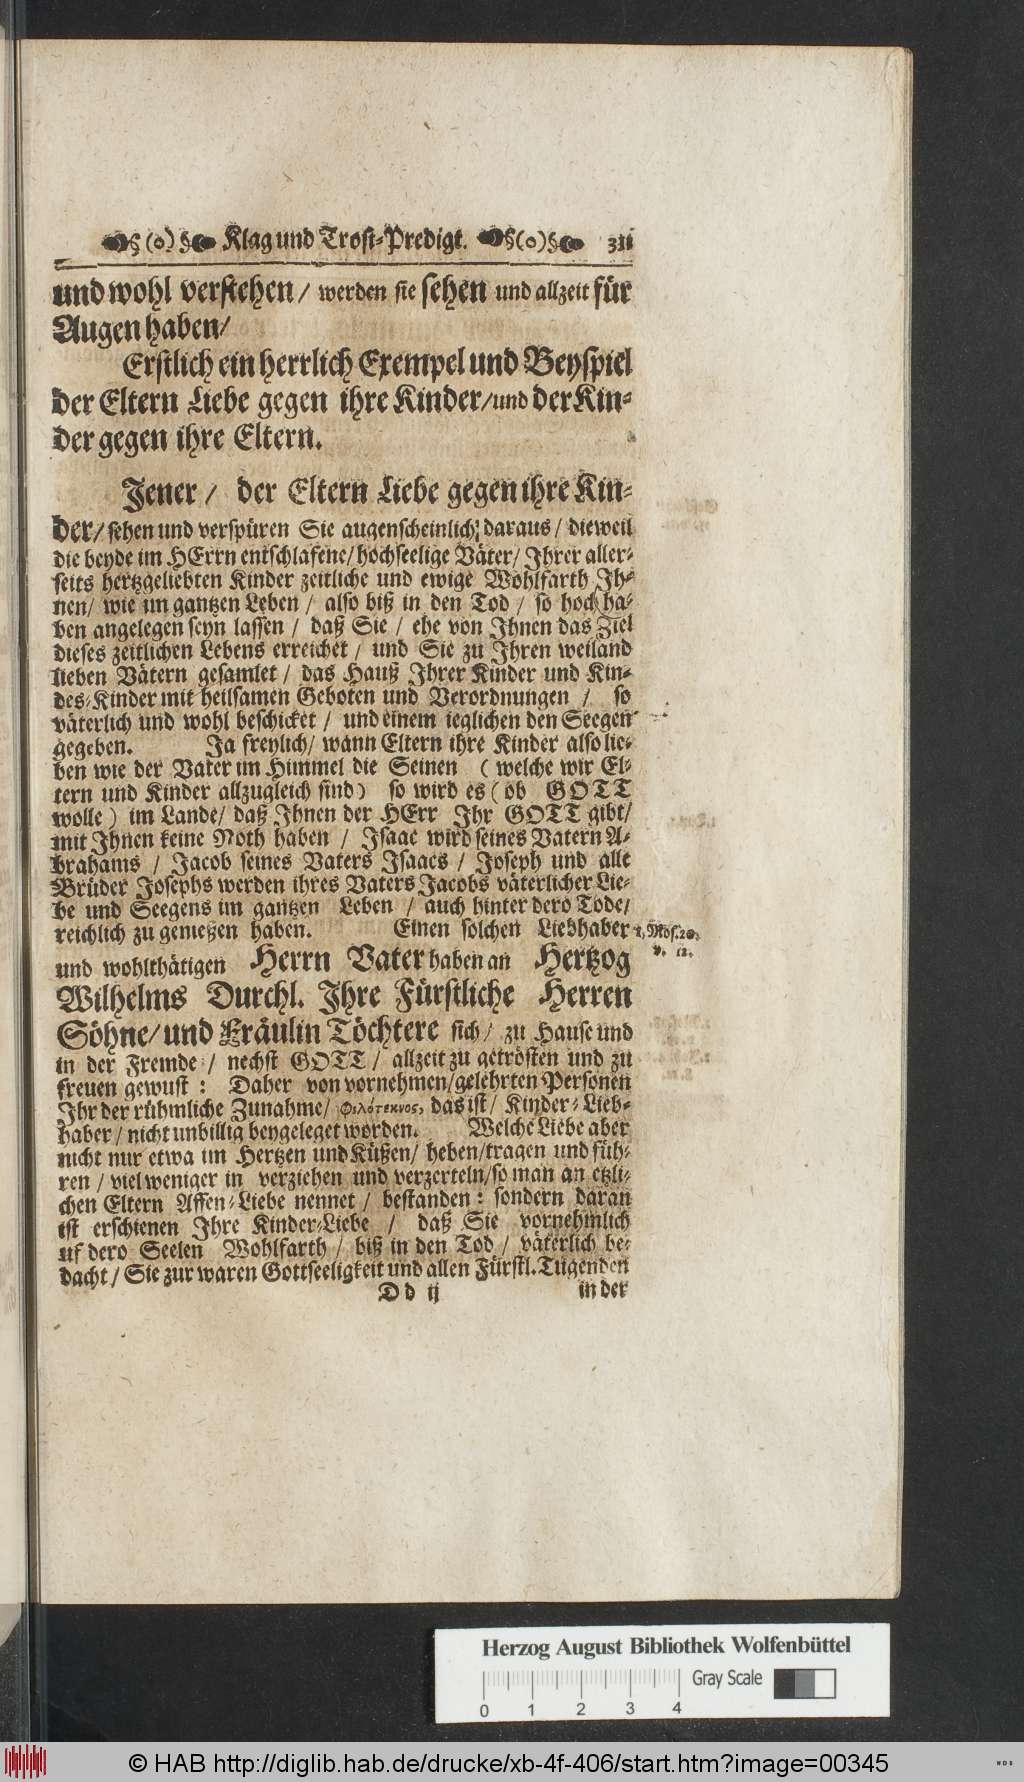 §(o)§ Klag und Trost-Predigt. §(o)§ 311
und wohl verstehen/ werden sie sehen und allzeit für
Augen haben/
Erstlich ein herrlich Exempel und Beyspiel
der Eltern Liebe gegen ihre Kinder/ und der Kin-
der gegen ihre Eltern.
Jener/ der Eltern Liebe gegen ihre Kin-
der/ sehen und verspüren Sie augenscheinlich daraus/ dieweil
die beyde im HErrn entschlafene/ hochseelige Väter/ Ihrer aller-
seits hertzgeliebten Kinder zeitliche und ewige Wohlfarth Ih-
nen/ wie im gantzen Leben/ also biß in den Tod/ so hoch ha-
ben angelegen seyn lassen/ daß Sie/ ehe von Ihnen das Ziel
dieses zeitlichen Lebens erreichet/ und Sie zu Ihren weiland
lieben Vätern gesamlet/ das Hauß Ihrer Kinder und Kin-
des-Kinder mit heilsamen Geboten und Verordnungen/ so
väterlich und wohl beschicket/ und einem ieglichen den Seegen
gegeben. Ja freylich/ wann Eltern ihre Kinder also lie-
ben wie der Vater im Himmel die Seinen (welche wir El-
tern und Kinder allzugleich sind) so wird es (ob GOTT
wolle) im Lande/ daß Ihnen der HErr Ihr GOTT gibt/
mit Ihnen keine Noth haben/ Isaac wird seines Vatern A-
brahams/ Jacob seines Vaters Isaacs/ Joseph und alle
Brüder Josephs werden ihres Vaters Jacobs väterlicher Lie-
be und Seegens im gantzen Leben/ auch hinter dero Tode/
reichlich zu genießen haben. Einen solchen Liebhaber
1. Mos. 20.
v. 12.
und wohlthätigen Herrn Vater haben an Hertzog
Wilhelms Durchl. Ihre Fürstliche Herren
Söhne/ und Fräulin Töchtere sich/ zu Hause und
in der Fremde/ nechst GOTT/ allzeit zu getrösten und zu
freuen gewust: Daher von vornehmen/ gelehrten Personen
Ihr der rühmliche Zunahme/ Φιλότεκνος, das ist/ Kinder-Lieb-
haber/ nicht unbillig beygeleget worden. Welche Liebe aber
nicht nur etwa im Hertzen und Küßen/ heben/ tragen und füh-
ren/ viel weniger in verziehen und verzerteln/ so man an etzli-
chen Eltern Affen-Liebe nennet/ bestanden: sondern daran
ist erschienen Ihre Kinder-Liebe/ daß Sie vornehmlich
uf dero Seelen Wohlfarth/ biß in den Tod/ väterlich be-
dacht/ Sie zur waren Gottseeligkeit und allen Fürstl. Tugenden
D d ij in der
Herzog August Bibliothek Wolfenbüttel
Gray Scale
0 1 2 3 4
© HAB http://diglib.hab.de/drucke/xb-4f-406/start.htm?image=00345